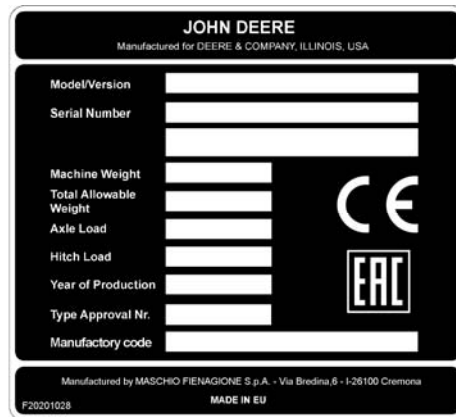 JOHN DEERE
Manufactured for DEERE & COMPANY, ILLINOIS, USA
Model/Version
Serial Number
Machine Weight
Total Allowable
Weight
Axle Load
Hitch Load
Year of Production
Type Approval Nr.
Manufactory code
CE
EAC
Manufactured by MASCHIO FIENAGIONE S.p.A. - Via Bredina,6 - I-26100 Cremona
MADE IN EU
F20201028